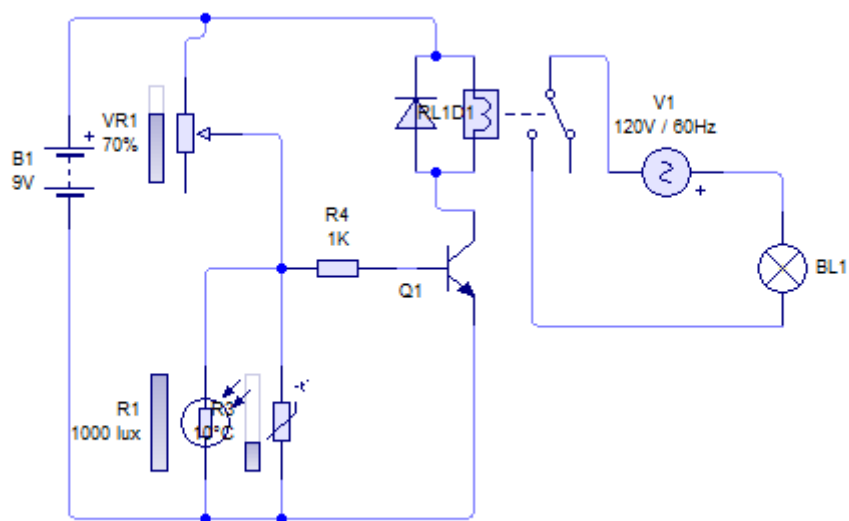 VR1
70%
RL1D1
V1
120V / 60Hz
+
B1
9V
+
R4
1K
Q1
BL1
-t°
R1
1000 lux
R3
10°C